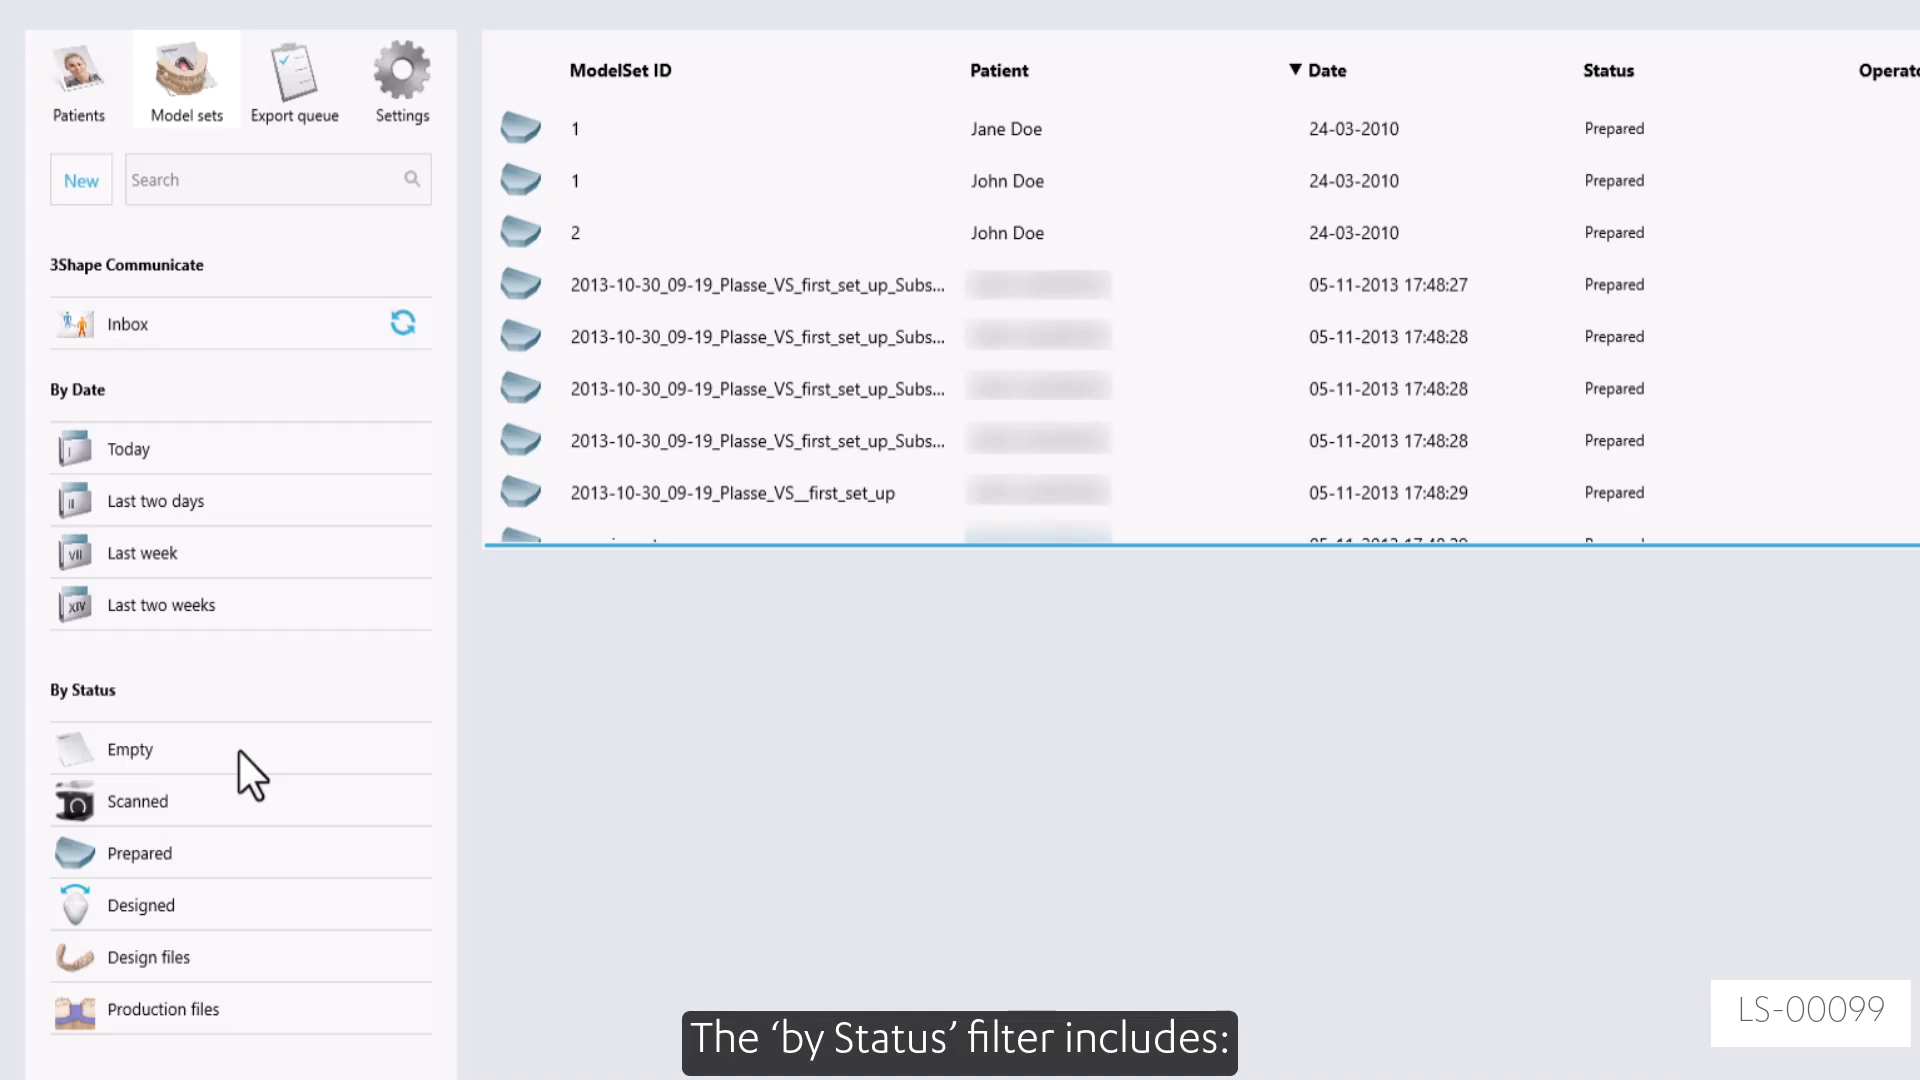 Patients
Model sets
Export queue
Settings
New
Search
3Shape Communicate
Inbox
By Date
Today
Last two days
Last week
Last two weeks
By Status
Empty
Scanned
Prepared
Designed
Design files
Production files
ModelSet ID Patient ▼ Date Status Operato
1 Jane Doe 24-03-2010 Prepared
1 John Doe 24-03-2010 Prepared
2 John Doe 24-03-2010 Prepared
2013-10-30_09-19_Plasse_VS_first_set_up_Subs... 05-11-2013 17:48:27 Prepared
2013-10-30_09-19_Plasse_VS_first_set_up_Subs... 05-11-2013 17:48:28 Prepared
2013-10-30_09-19_Plasse_VS_first_set_up_Subs... 05-11-2013 17:48:28 Prepared
2013-10-30_09-19_Plasse_VS_first_set_up_Subs... 05-11-2013 17:48:28 Prepared
2013-10-30_09-19_Plasse_VS__first_set_up 05-11-2013 17:48:29 Prepared
LS-00099
The ‘by Status’ filter includes: